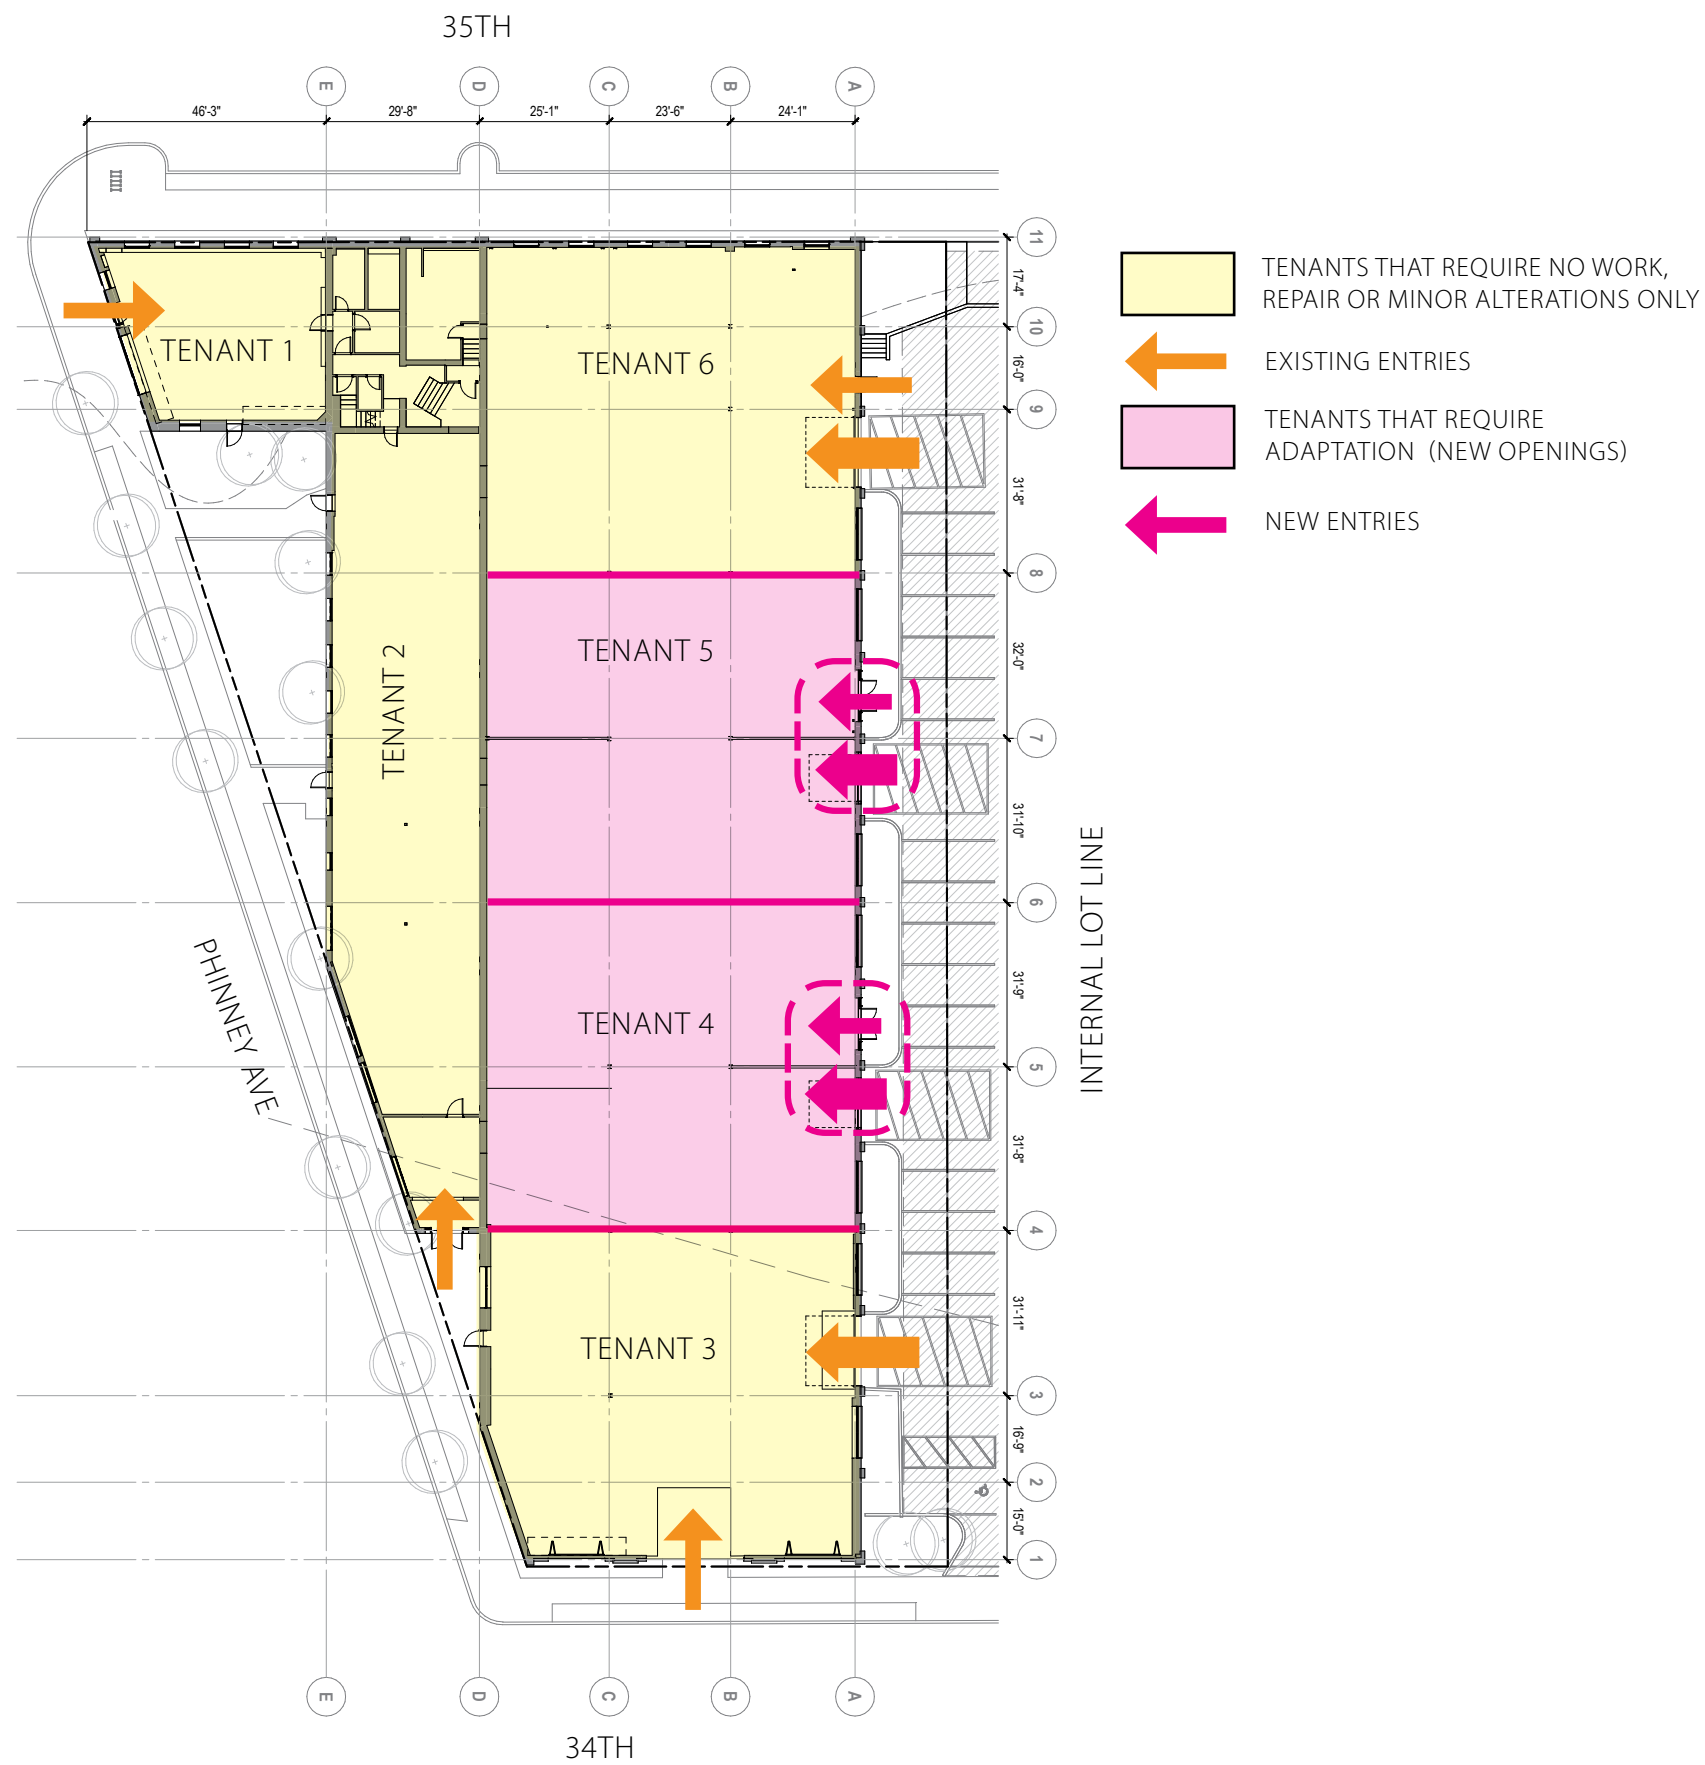 35TH
E D C B A
46'-3" 29'-8" 25'-1" 23'-6" 24'-1"
11
17'-4"
10
16'-0"
9
31'-8"
8
32'-0"
7
31'-10"
6
31'-9"
5
31'-8"
4
31'-11"
3
16'-9"
2
15'-0"
1
TENANT 1
TENANT 6
TENANT 5
TENANT 2
TENANT 4
TENANT 3
PHINNEY AVE
INTERNAL LOT LINE
TENANTS THAT REQUIRE NO WORK,
REPAIR OR MINOR ALTERATIONS ONLY
EXISTING ENTRIES
TENANTS THAT REQUIRE
ADAPTATION (NEW OPENINGS)
NEW ENTRIES
E D C B A
34TH